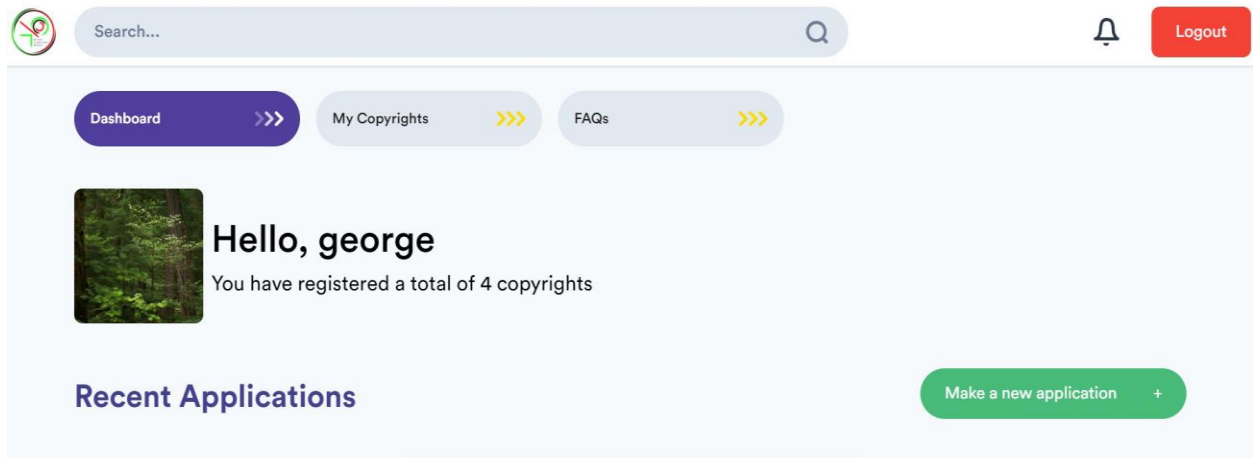 Search...
Logout
Dashboard
My Copyrights
FAQs
Hello, george
You have registered a total of 4 copyrights
Recent Applications
Make a new application +